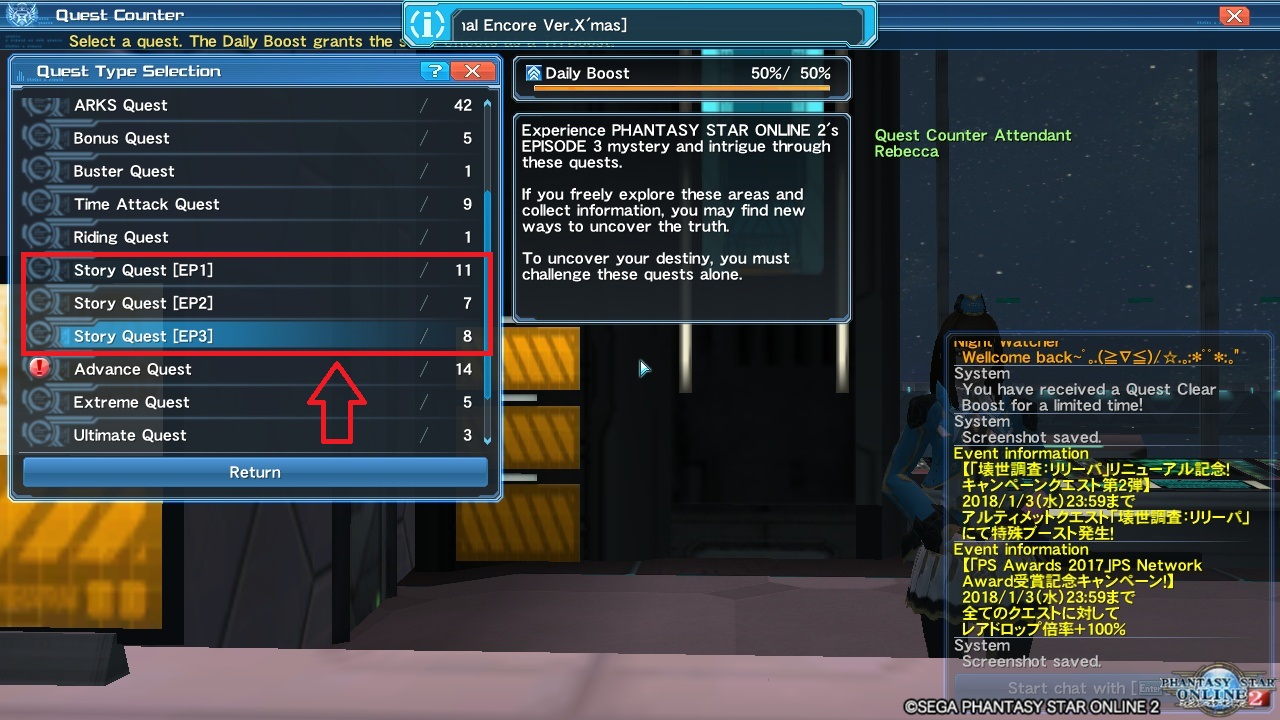 Quest Counter
ıal Encore Ver.X´mas]
Select a quest. The Daily Boost grants the
Quest Type Selection
?
ARKS Quest / 42
Bonus Quest / 5
Buster Quest / 1
Time Attack Quest / 9
Riding Quest / 1
Story Quest [EP1] / 11
Story Quest [EP2] / 7
Story Quest [EP3] / 8
Advance Quest / 14
Extreme Quest / 5
Ultimate Quest / 3
Return
Daily Boost 50%/ 50%
Experience PHANTASY STAR ONLINE 2's
EPISODE 3 mystery and intrigue through
these quests.
If you freely explore these areas and
collect information, you may find new
ways to uncover the truth.
To uncover your destiny, you must
challenge these quests alone.
Quest Counter Attendant
Rebecca
Night Watcher
Wellcome back~ﾟ｡.(≧∇≦)/☆.｡:*ﾟﾞ*:｡"
System
You have received a Quest Clear
Boost for a limited time!
System
Screenshot saved.
Event information
【「壊世調査：リリーパ」リニューアル記念！
キャンペーンクエスト第2弾】
2018/1/3(水)23:59まで
アルティメットクエスト「壊世調査：リリーパ」
にて特殊ブースト発生！
Event information
【「PS Awards 2017」PS Network
Award受賞記念キャンペーン！】
2018/1/3(水)23:59まで
全てのクエストに対して
レアドロップ倍率+100%
System
Screenshot saved.
Start chat with [Enter
PHANTASY STAR
ONLINE 2
©SEGA PHANTASY STAR ONLINE 2